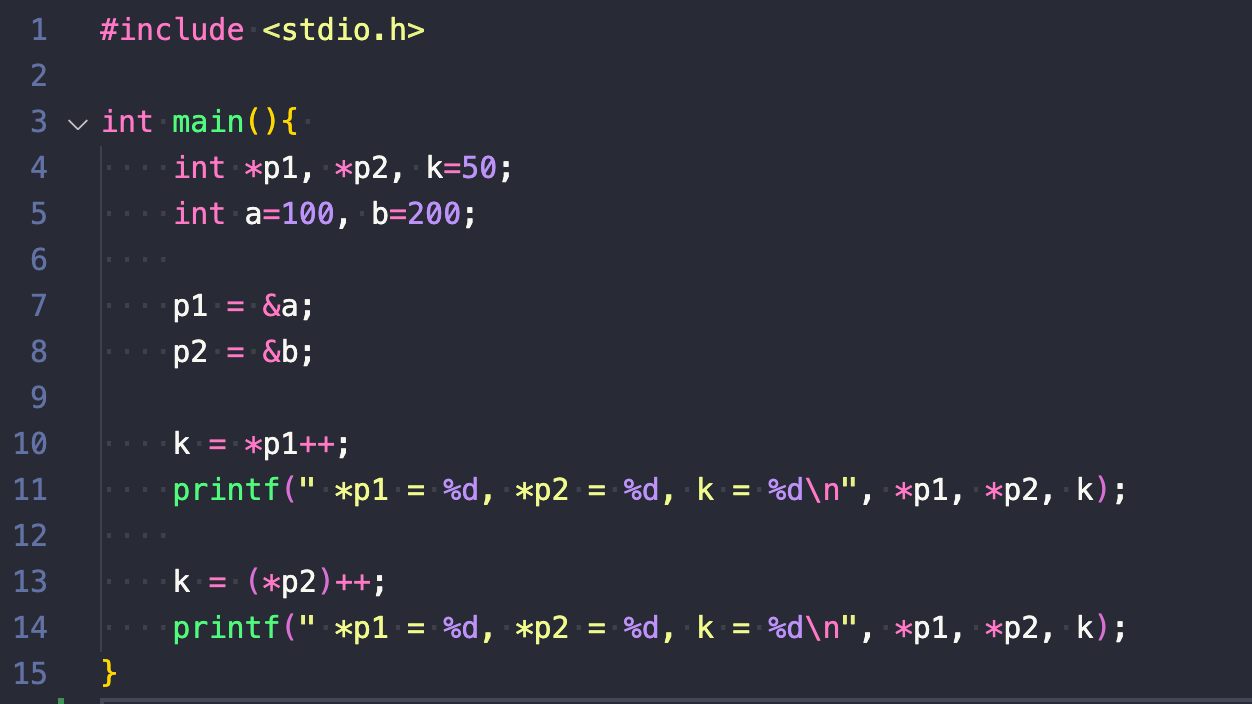 1 #include <stdio.h>
2
3 int main(){
4     int *p1, *p2, k=50;
5     int a=100, b=200;
6
7     p1 = &a;
8     p2 = &b;
9
10     k = *p1++;
11     printf(" *p1 = %d, *p2 = %d, k = %d\n", *p1, *p2, k);
12
13     k = (*p2)++;
14     printf(" *p1 = %d, *p2 = %d, k = %d\n", *p1, *p2, k);
15 }